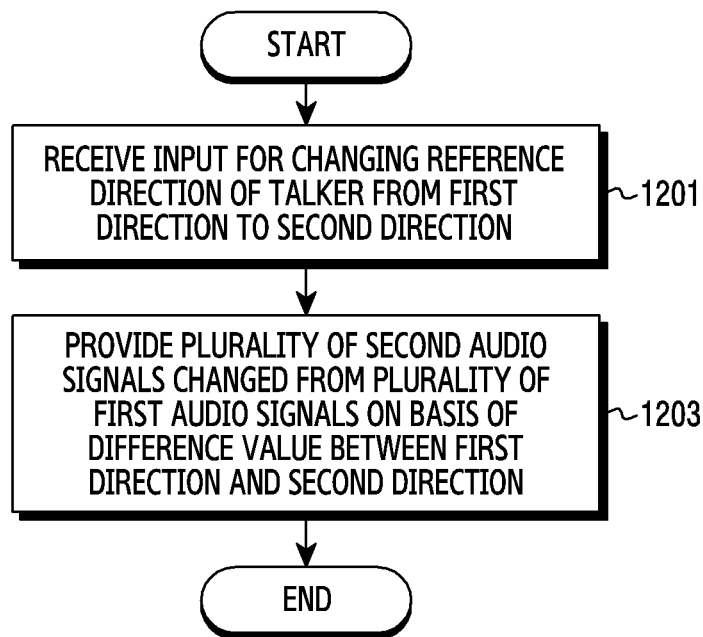 START
RECEIVE INPUT FOR CHANGING REFERENCE
DIRECTION OF TALKER FROM FIRST
DIRECTION TO SECOND DIRECTION
1201
PROVIDE PLURALITY OF SECOND AUDIO
SIGNALS CHANGED FROM PLURALITY OF
FIRST AUDIO SIGNALS ON BASIS OF
DIFFERENCE VALUE BETWEEN FIRST
DIRECTION AND SECOND DIRECTION
1203
END